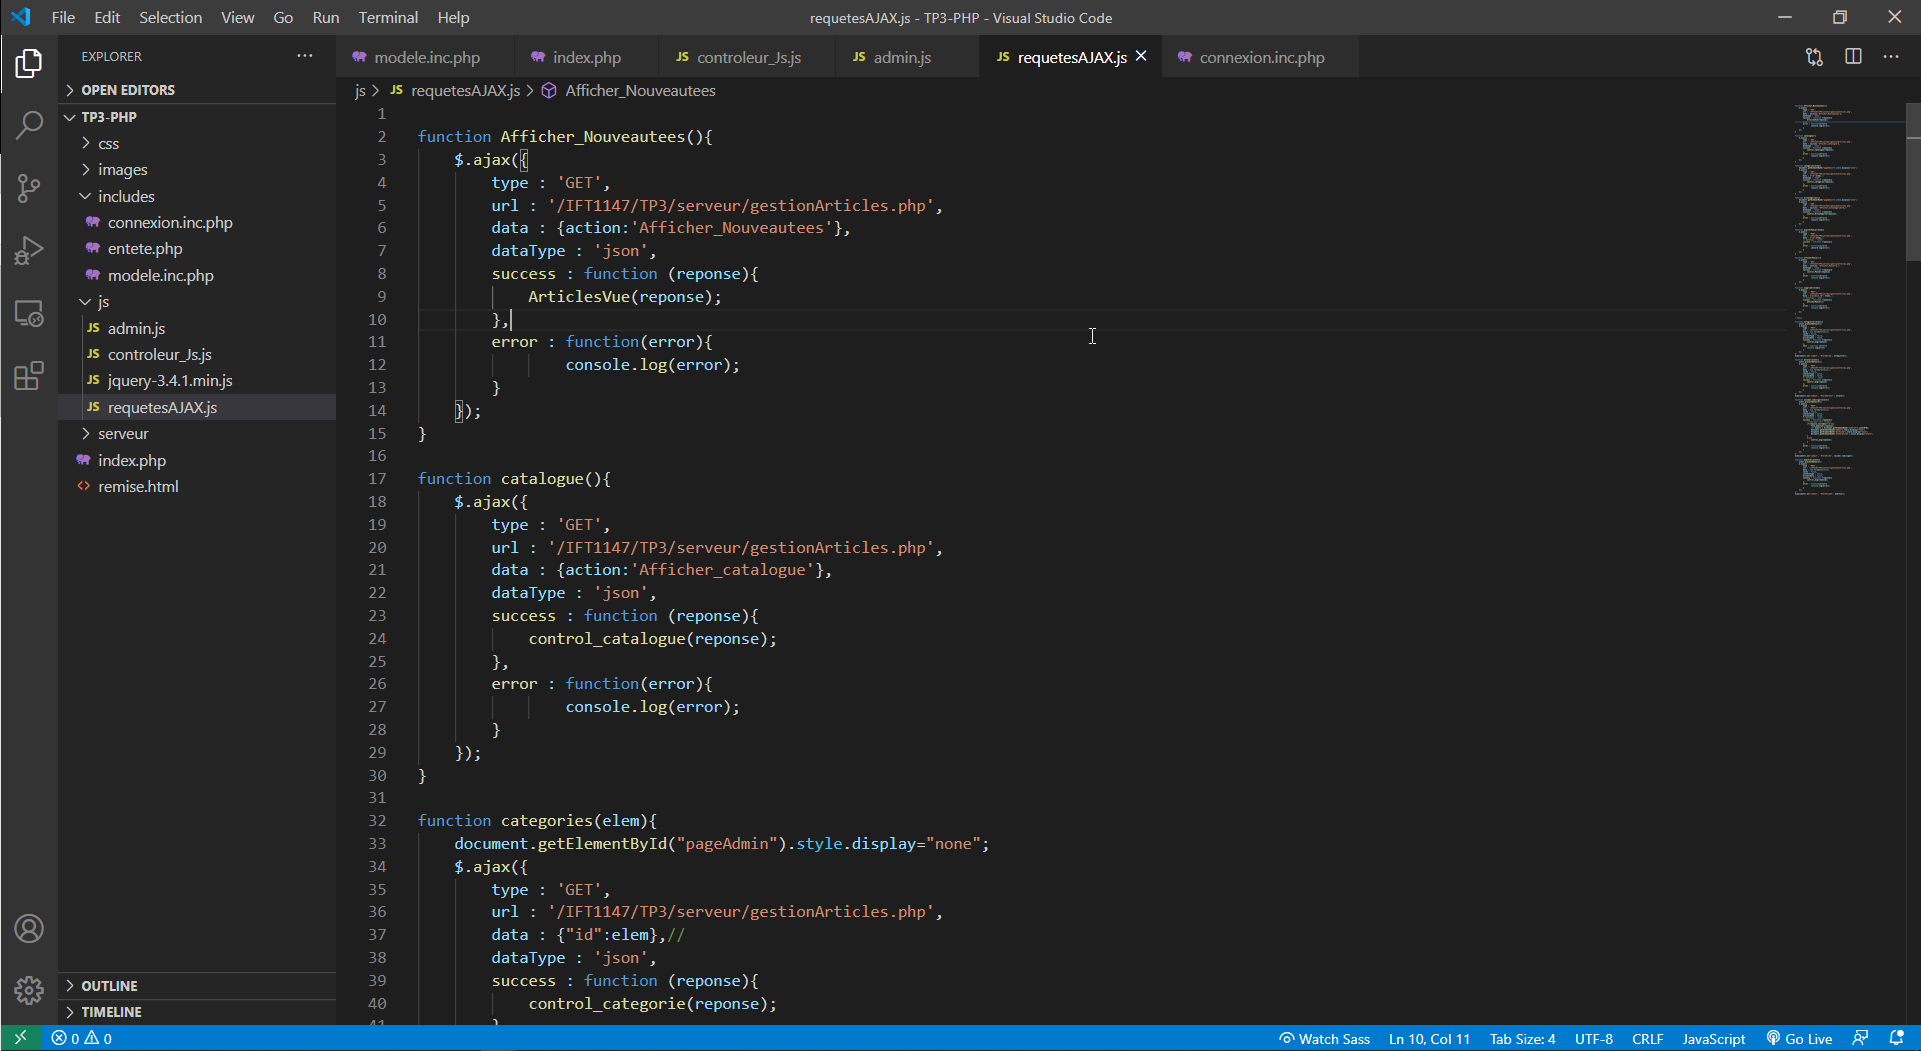 File Edit Selection View Go Run Terminal Help
requetesAJAX.js - TP3-PHP - Visual Studio Code
EXPLORER
OPEN EDITORS
TP3-PHP
css
images
includes
connexion.inc.php
entete.php
modele.inc.php
js
JS admin.js
JS controleur_Js.js
JS jquery-3.4.1.min.js
JS requetesAJAX.js
serveur
index.php
remise.html
OUTLINE
TIMELINE
modele.inc.php index.php JS controleur_Js.js JS admin.js JS requetesAJAX.js connexion.inc.php
js > JS requetesAJAX.js > Afficher_Nouveautees
1
2 function Afficher_Nouveautees(){
3 $.ajax({
4 type : 'GET',
5 url : '/IFT1147/TP3/serveur/gestionArticles.php',
6 data : {action:'Afficher_Nouveautees'},
7 dataType : 'json',
8 success : function (reponse){
9 ArticlesVue(reponse);
10 },
11 error : function(error){
12 console.log(error);
13 }
14 });
15 }
16
17 function catalogue(){
18 $.ajax({
19 type : 'GET',
20 url : '/IFT1147/TP3/serveur/gestionArticles.php',
21 data : {action:'Afficher_catalogue'},
22 dataType : 'json',
23 success : function (reponse){
24 control_catalogue(reponse);
25 },
26 error : function(error){
27 console.log(error);
28 }
29 });
30 }
31
32 function categories(elem){
33 document.getElementById("pageAdmin").style.display="none";
34 $.ajax({
35 type : 'GET',
36 url : '/IFT1147/TP3/serveur/gestionArticles.php',
37 data : {"id":elem},//
38 dataType : 'json',
39 success : function (reponse){
40 control_categorie(reponse);
41 }
0 0
Watch Sass Ln 10, Col 11 Tab Size: 4 UTF-8 CRLF JavaScript Go Live